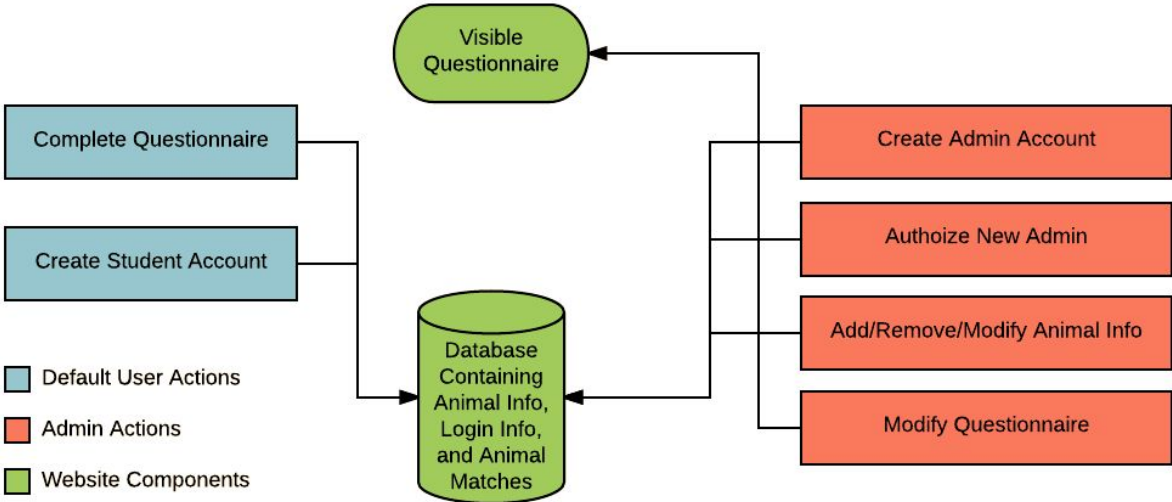 Visible
Questionnaire
Complete Questionnaire
Create Admin Account
Create Student Account
Authoize New Admin
Database
Containing
Animal Info,
Login Info,
and Animal
Matches
Add/Remove/Modify Animal Info
Modify Questionnaire
Default User Actions
Admin Actions
Website Components